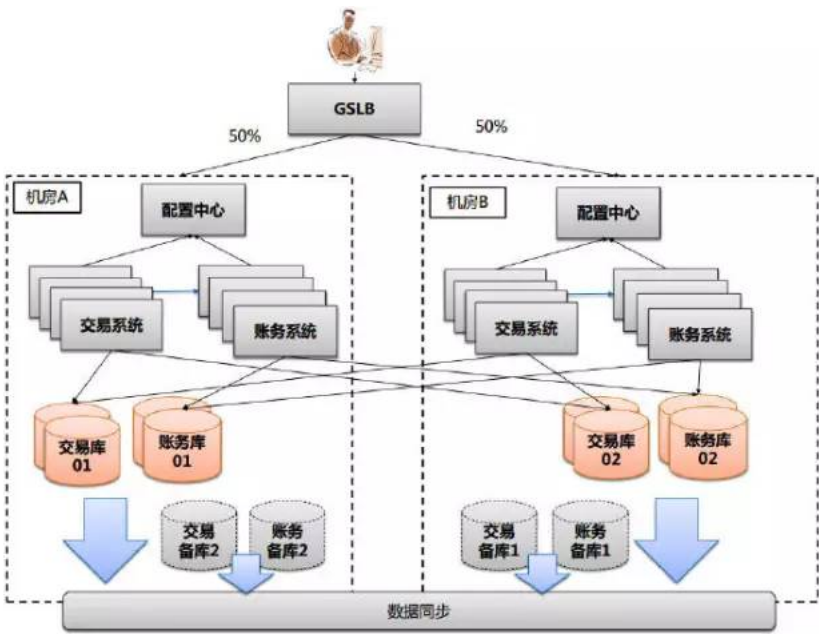 GSLB
50%
50%
机房A
配置中心
机房B
配置中心
交易系统
账务系统
交易系统
账务系统
交易库
01
账务库
01
交易库
02
账务库
02
交易
备库2
账务
备库2
交易
备库1
账务
备库1
数据同步